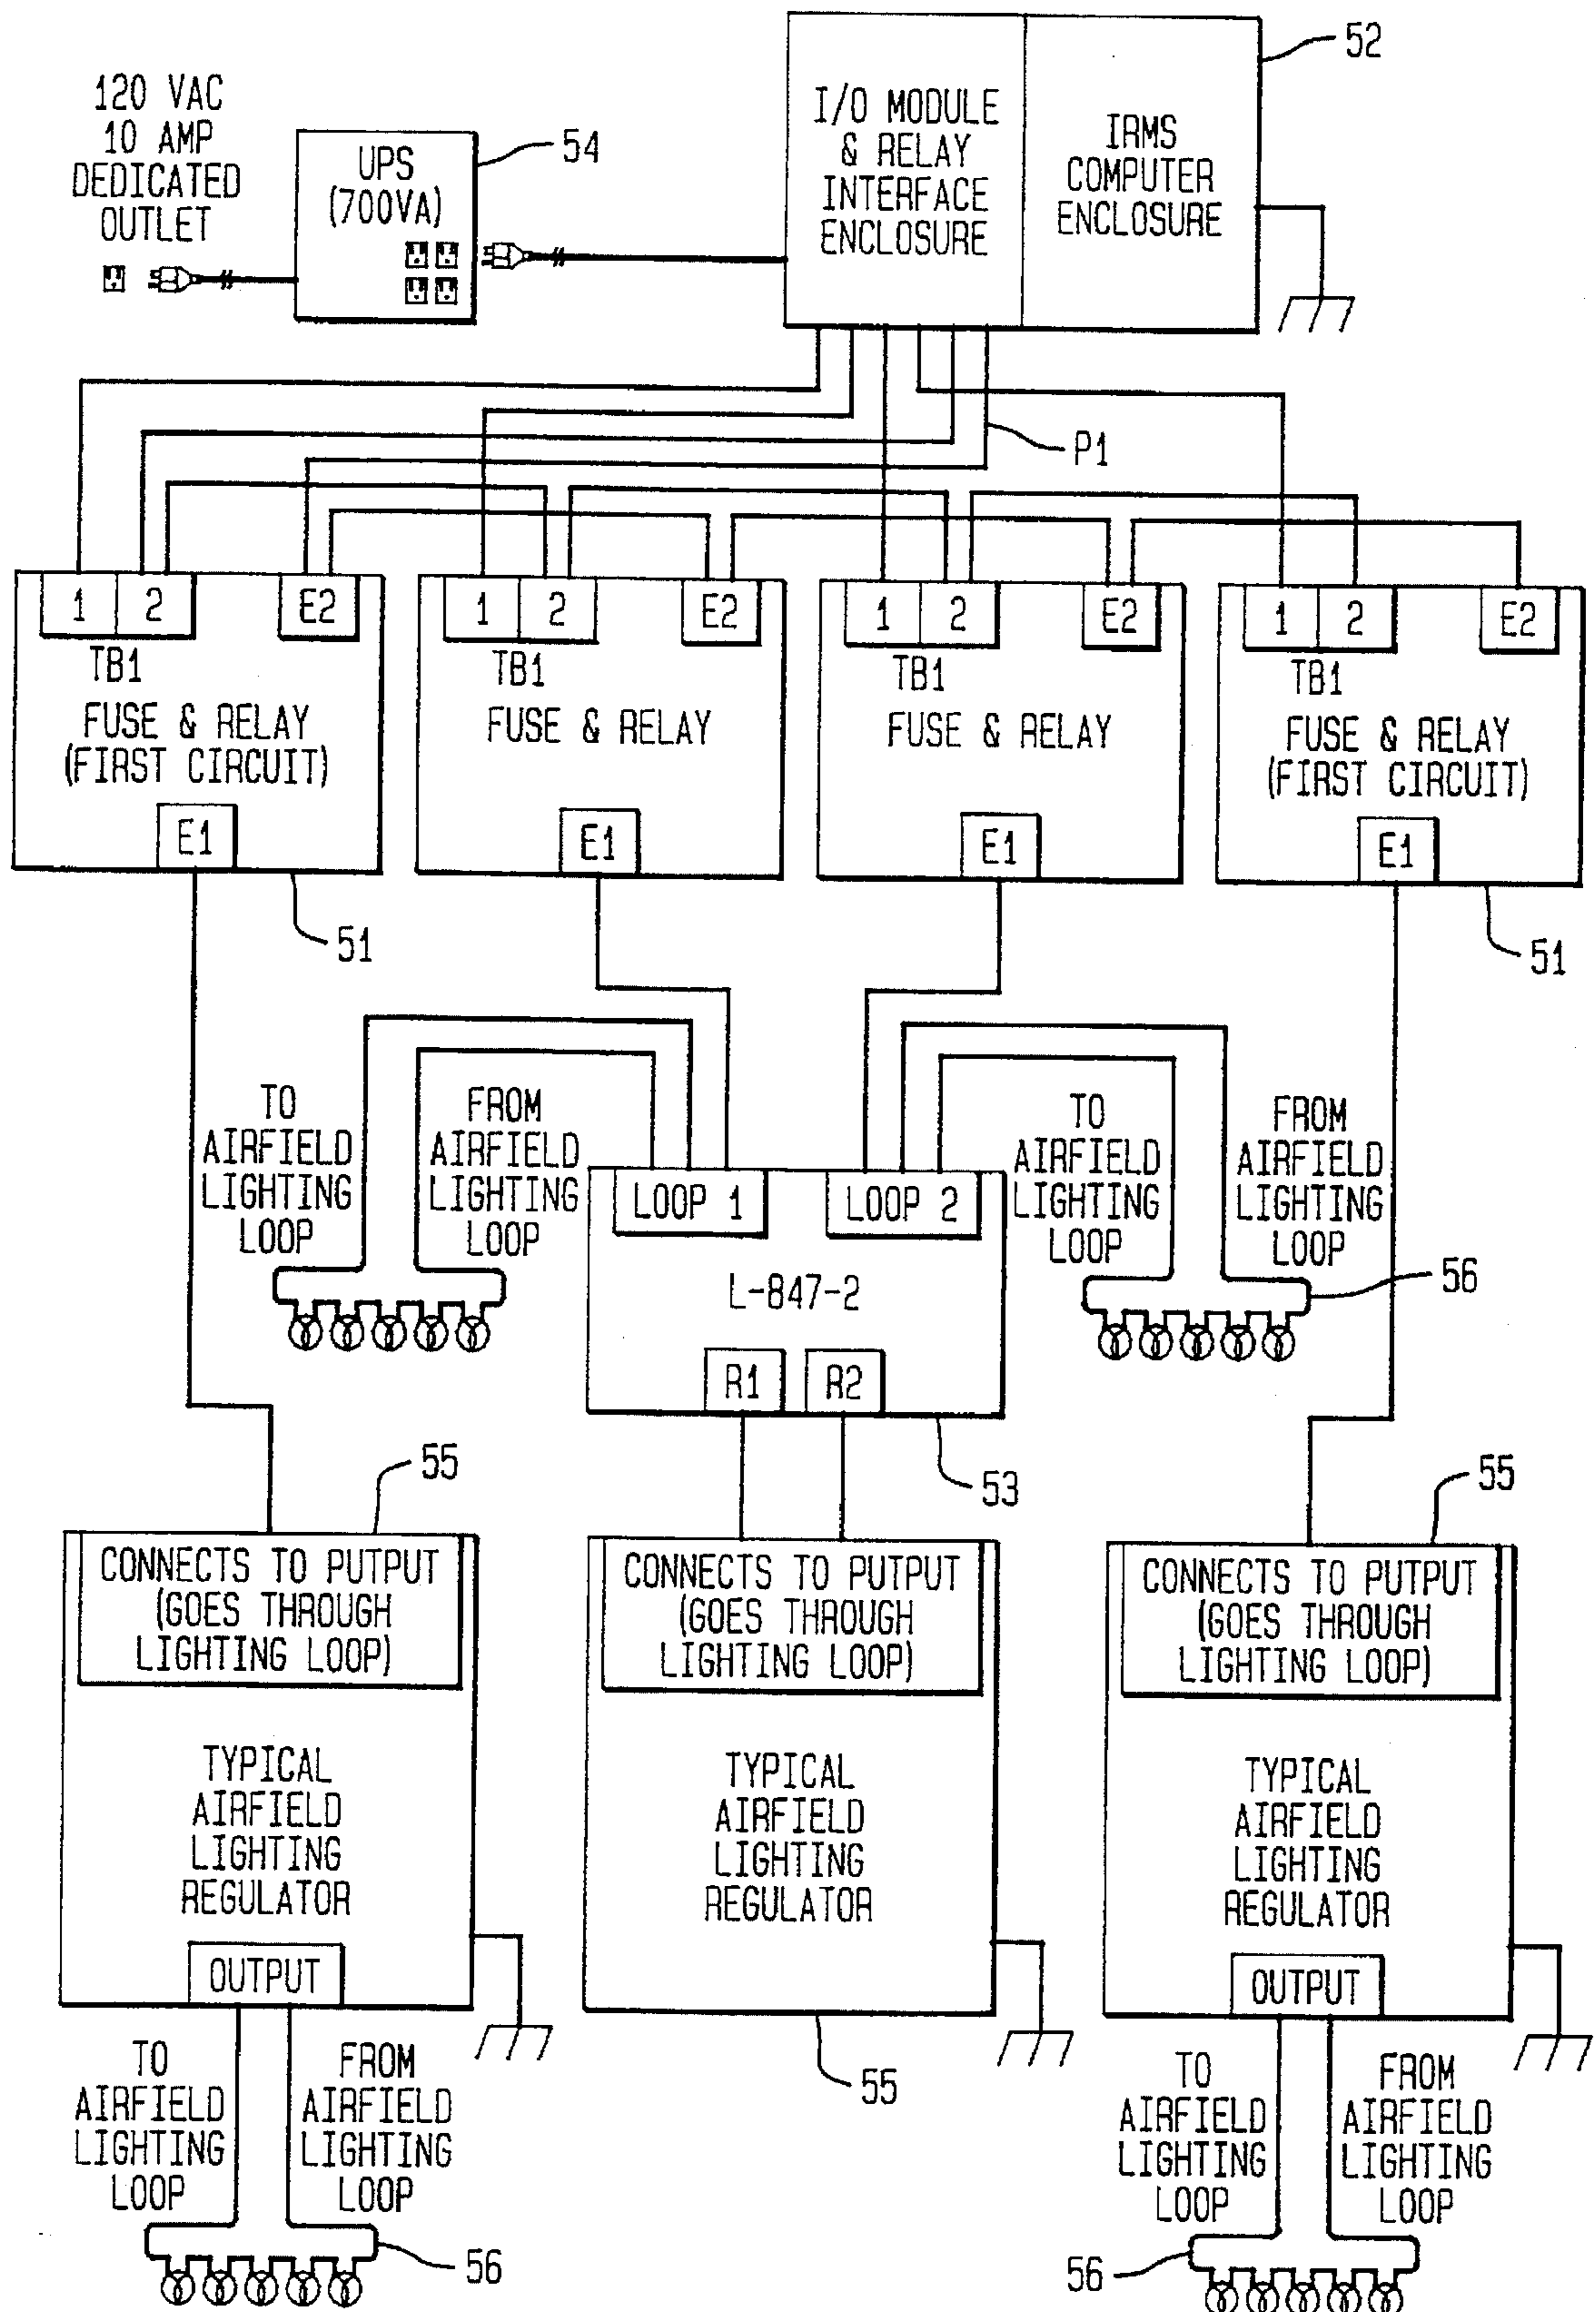 52
120 VAC
10 AMP
DEDICATED
OUTLET
UPS
(700VA)
54
I/O MODULE
& RELAY
INTERFACE
ENCLOSURE
IRMS
COMPUTER
ENCLOSURE
P1
1
2
E2
TB1
FUSE & RELAY
(FIRST CIRCUIT)
E1
51
1
2
E2
TB1
FUSE & RELAY
E1
1
2
E2
TB1
FUSE & RELAY
E1
1
2
E2
TB1
FUSE & RELAY
(FIRST CIRCUIT)
E1
51
TO
AIRFIELD
LIGHTING
LOOP
FROM
AIRFIELD
LIGHTING
LOOP
TO
AIRFIELD
LIGHTING
LOOP
FROM
AIRFIELD
LIGHTING
LOOP
56
LOOP 1
LOOP 2
L-847-2
R1
R2
53
55
CONNECTS TO PUTPUT
(GOES THROUGH
LIGHTING LOOP)
TYPICAL
AIRFIELD
LIGHTING
REGULATOR
OUTPUT
CONNECTS TO PUTPUT
(GOES THROUGH
LIGHTING LOOP)
TYPICAL
AIRFIELD
LIGHTING
REGULATOR
55
55
CONNECTS TO PUTPUT
(GOES THROUGH
LIGHTING LOOP)
TYPICAL
AIRFIELD
LIGHTING
REGULATOR
OUTPUT
TO
AIRFIELD
LIGHTING
LOOP
FROM
AIRFIELD
LIGHTING
LOOP
56
TO
AIRFIELD
LIGHTING
LOOP
FROM
AIRFIELD
LIGHTING
LOOP
56